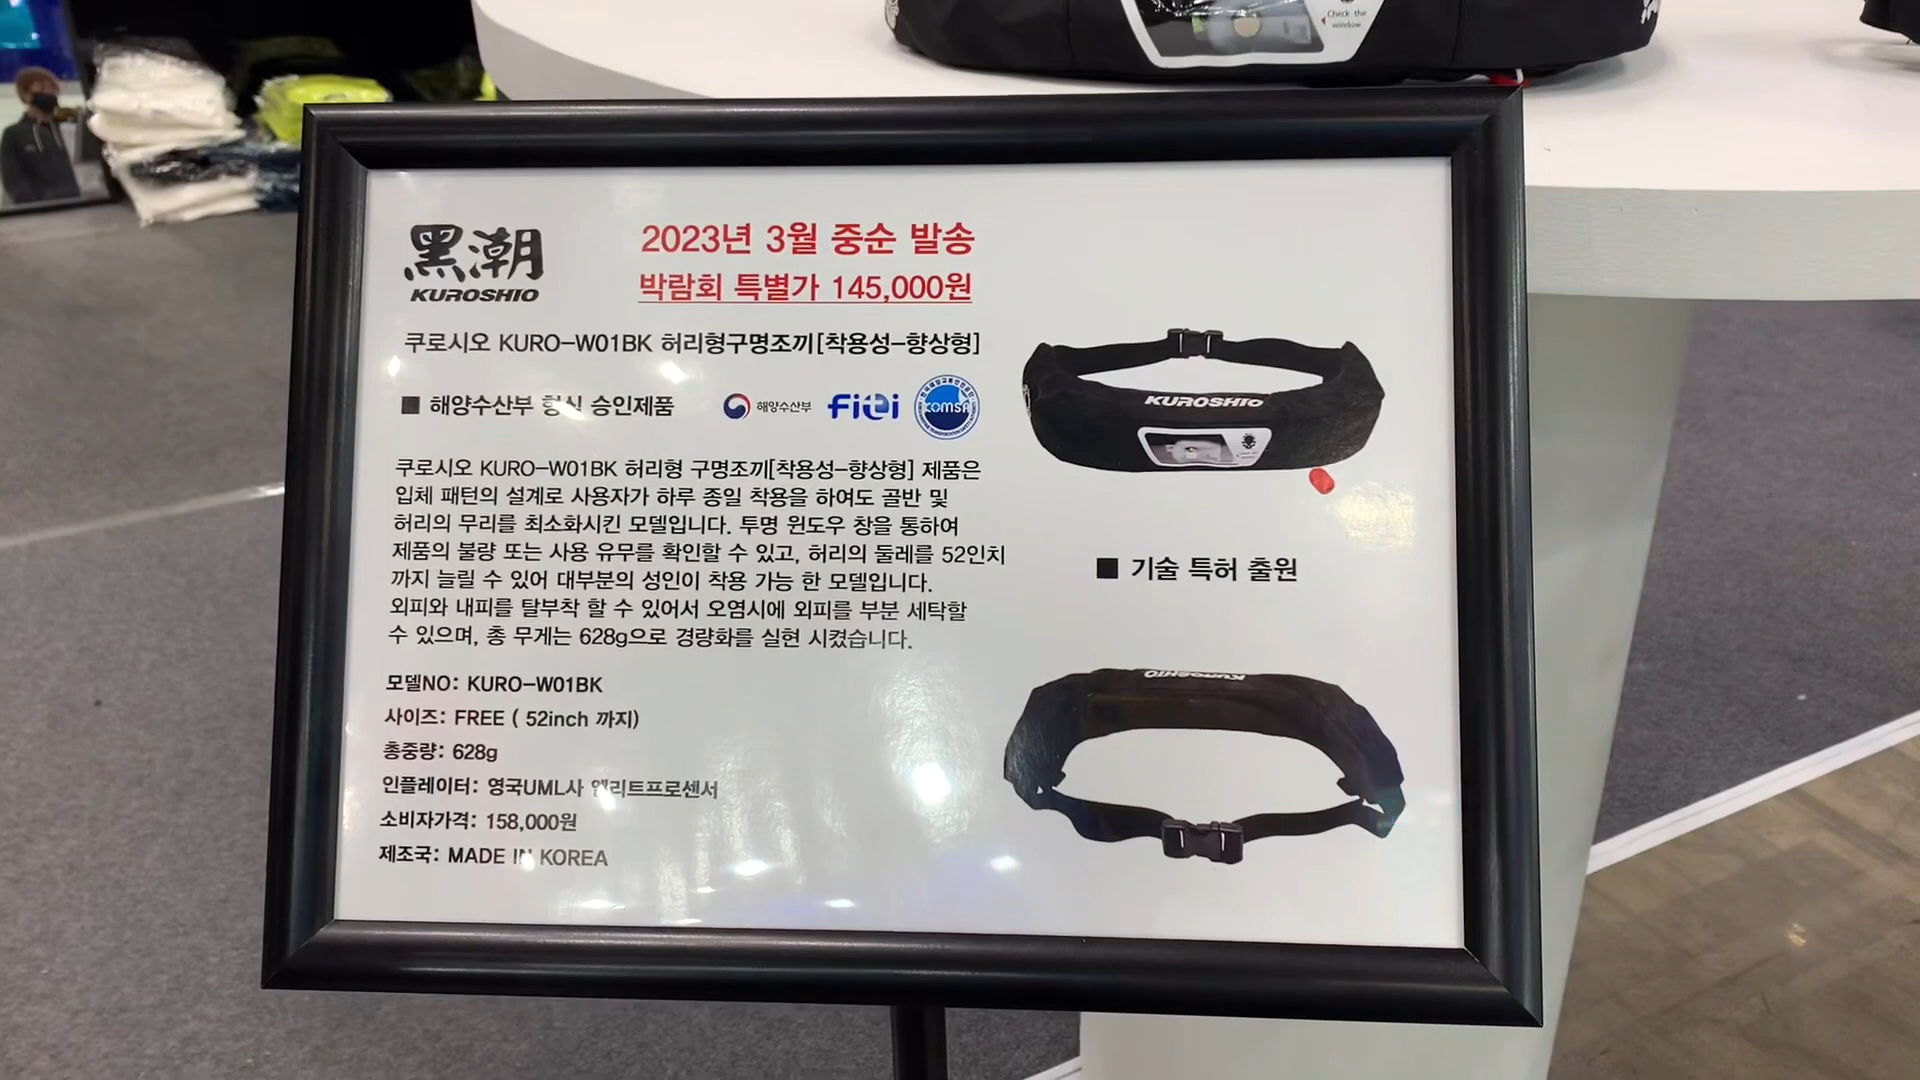 Check the
window
黑潮
KUROSHIO
2023년 3월 중순 발송
박람회 특별가 145,000원
쿠로시오 KURO-W01BK 허리형구명조끼[착용성-향상형]
■ 해양수산부 형식 승인제품
해양수산부
fiti
KOMSA
쿠로시오 KURO-W01BK 허리형 구명조끼[착용성-향상형] 제품은
입체 패턴의 설계로 사용자가 하루 종일 착용을 하여도 골반 및
허리의 무리를 최소화시킨 모델입니다. 투명 윈도우 창을 통하여
제품의 불량 또는 사용 유무를 확인할 수 있고, 허리의 둘레를 52인치
까지 늘릴 수 있어 대부분의 성인이 착용 가능 한 모델입니다.
외피와 내피를 탈부착 할 수 있어서 오염시에 외피를 부분 세탁할
수 있으며, 총 무게는 628g으로 경량화를 실현 시켰습니다.
모델NO: KURO-W01BK
사이즈: FREE ( 52inch 까지)
총중량: 628g
인플레이터: 영국UML사 엘리트프로센서
소비자가격: 158,000원
제조국: MADE IN KOREA
KUROSHIO
■ 기술 특허 출원
KUROSHIO